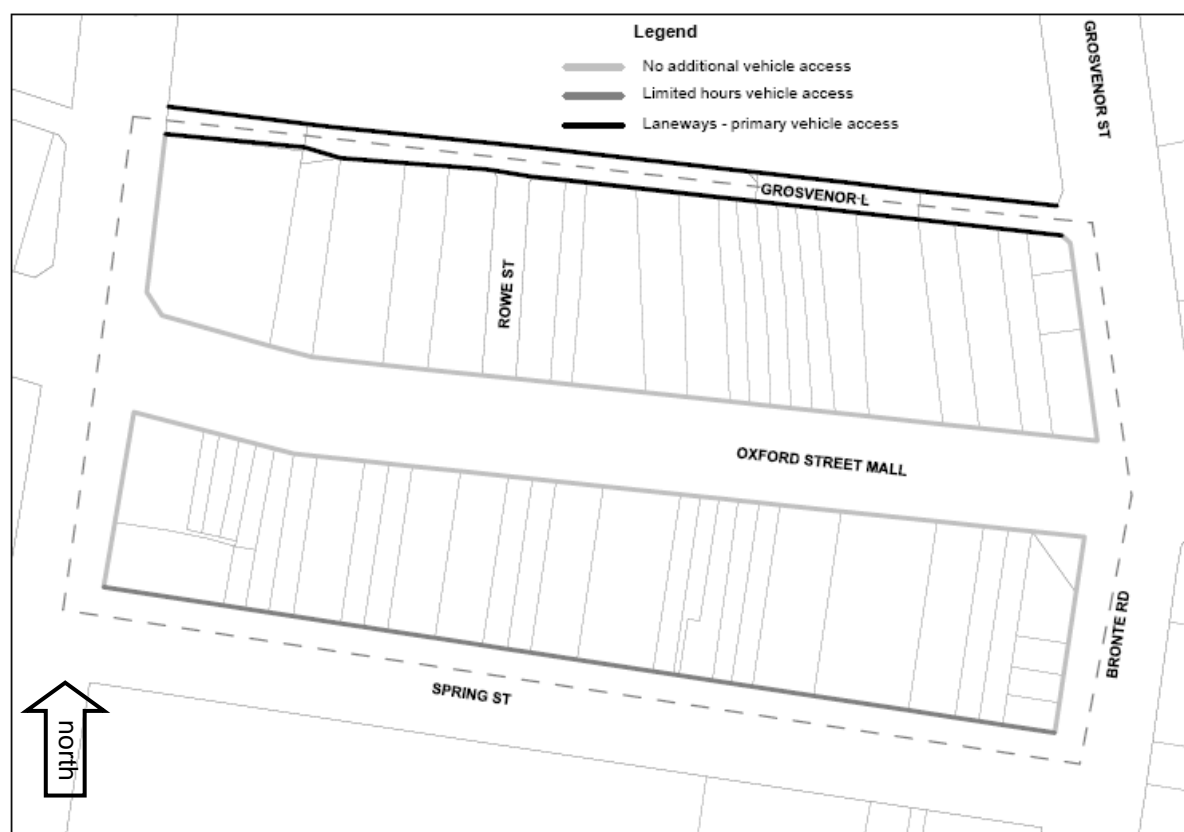 Legend
No additional vehicle access
Limited hours vehicle access
Laneways - primary vehicle access
GROSVENOR ST
GROSVENOR L
ROWE ST
OXFORD STREET MALL
BRONTE RD
SPRING ST
north